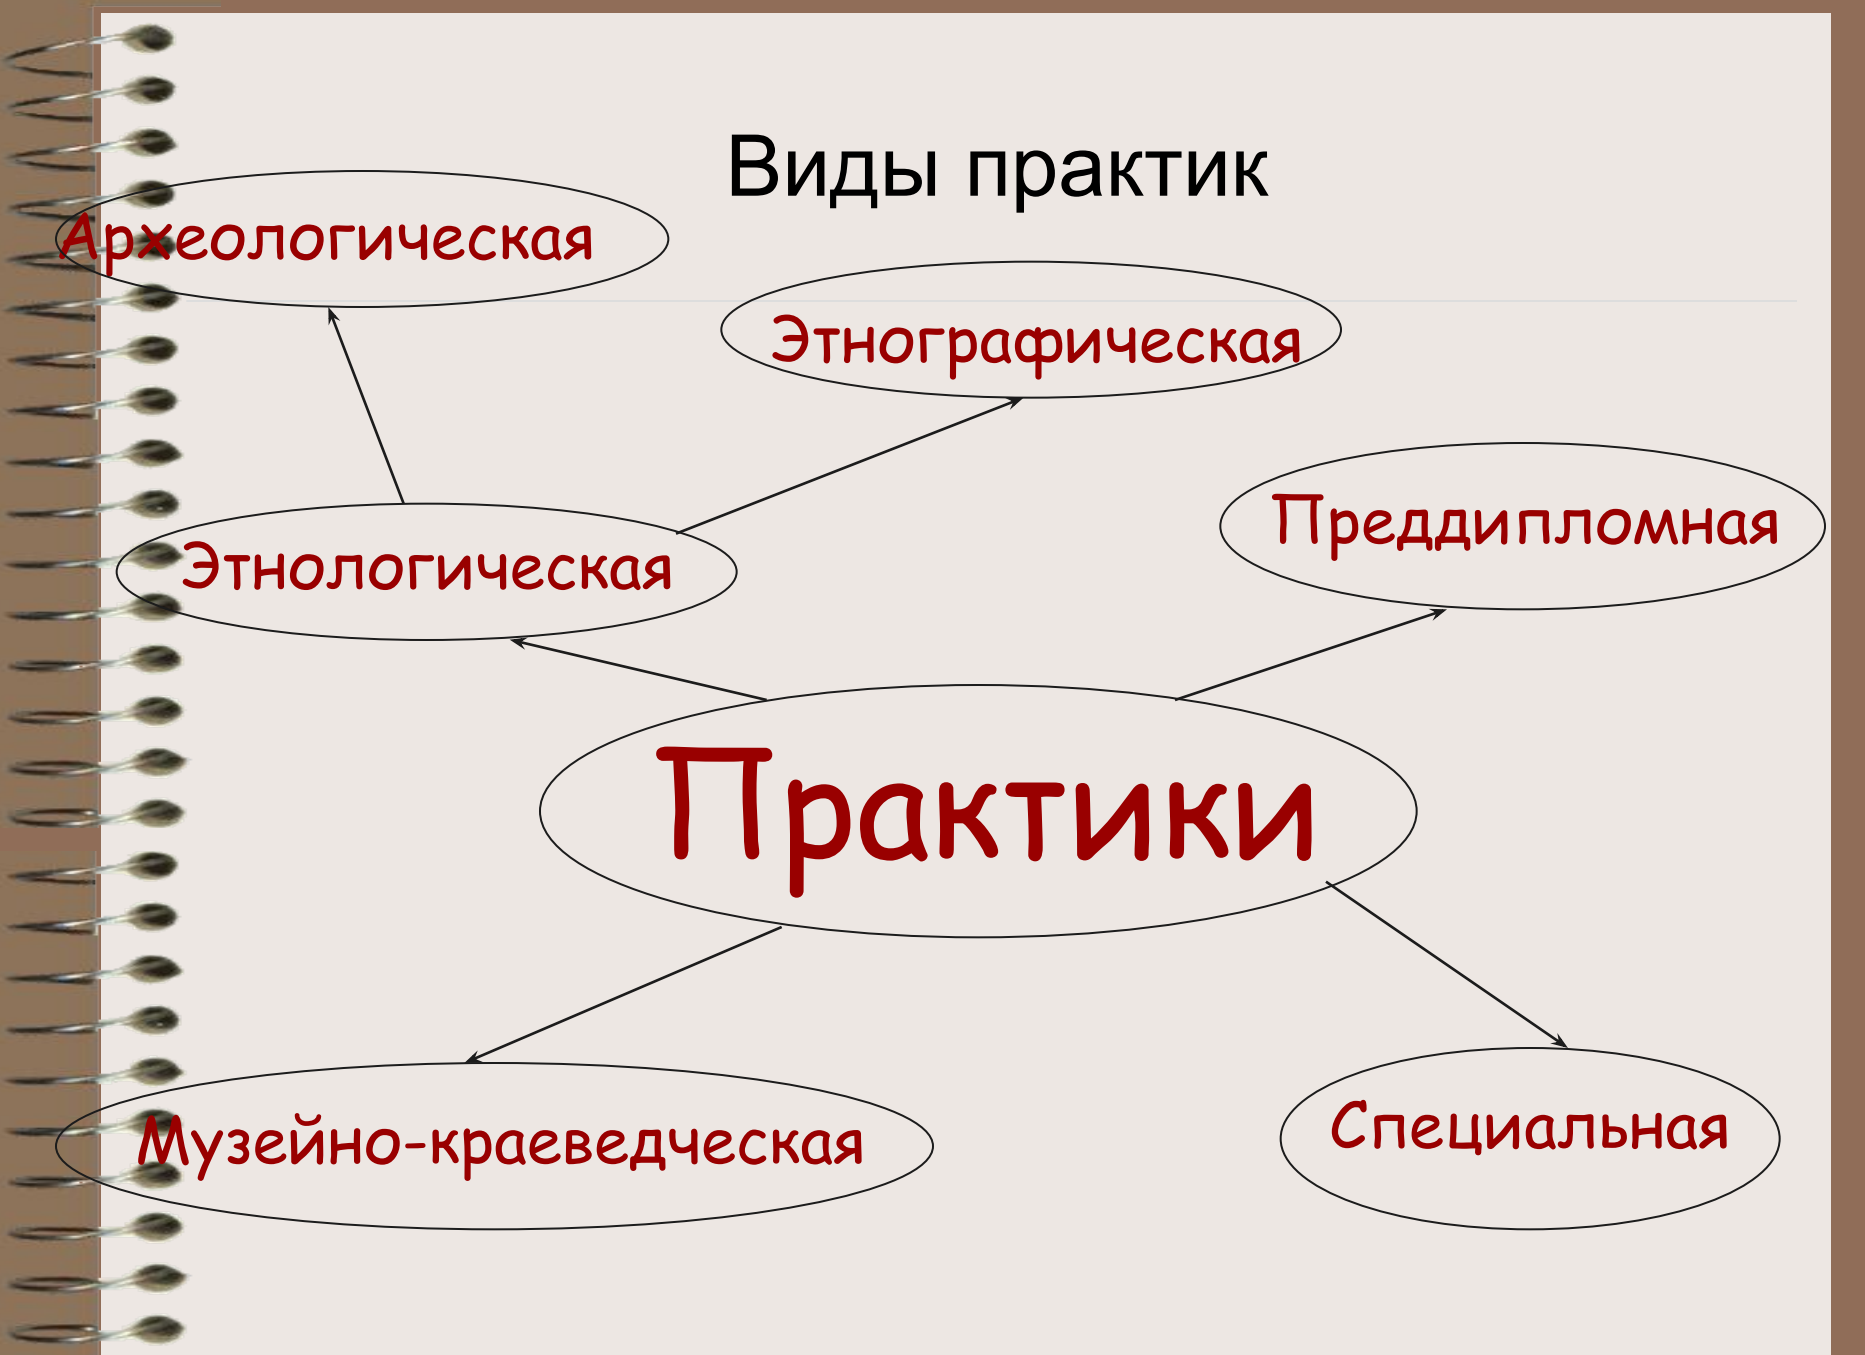 Виды практик
Археологическая
Этнографическая
Преддипломная
Этнологическая
Практики
Музейно-краеведческая
Специальная